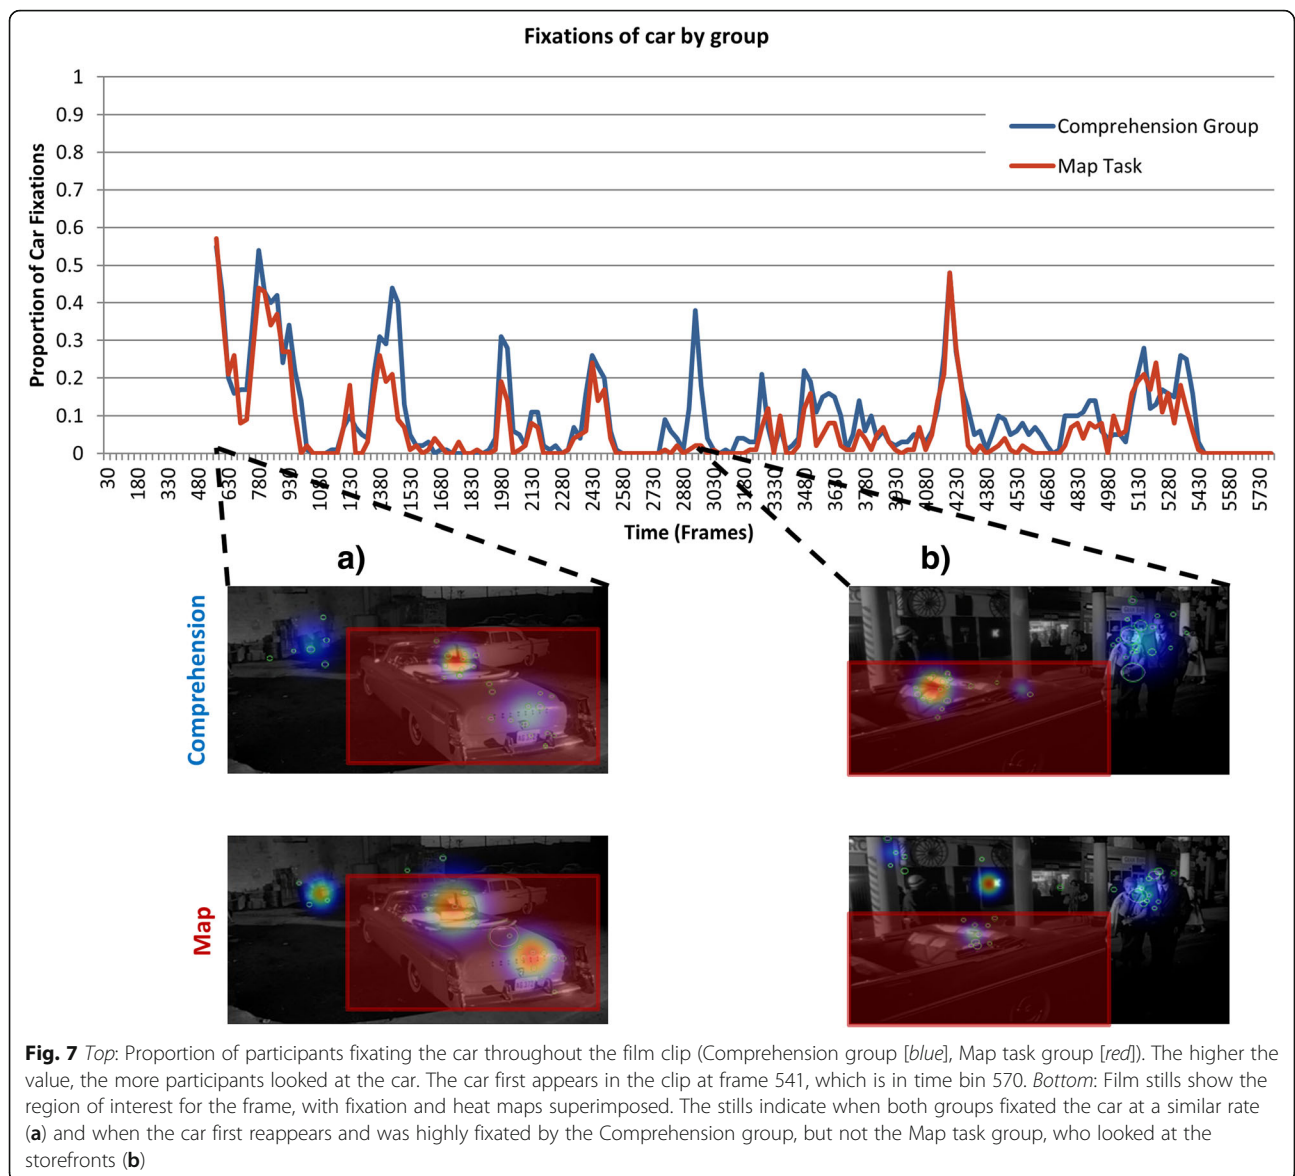 Fixations of car by group
Proportion of Car Fixations
1
0.9
0.8
0.7
0.6
0.5
0.4
0.3
0.2
0.1
0
Comprehension Group
Map Task
30 180 330 480 630 780 930 1080 1230 1380 1530 1680 1830 1980 2130 2280 2430 2580 2730 2880 3030 3180 3330 3480 3630 3780 3930 4080 4230 4380 4530 4680 4830 4980 5130 5280 5430 5580 5730
Time (Frames)
a)
b)
Comprehension
Map
Fig. 7 Top: Proportion of participants fixating the car throughout the film clip (Comprehension group [blue], Map task group [red]). The higher the
value, the more participants looked at the car. The car first appears in the clip at frame 541, which is in time bin 570. Bottom: Film stills show the
region of interest for the frame, with fixation and heat maps superimposed. The stills indicate when both groups fixated the car at a similar rate
(a) and when the car first reappears and was highly fixated by the Comprehension group, but not the Map task group, who looked at the
storefronts (b)